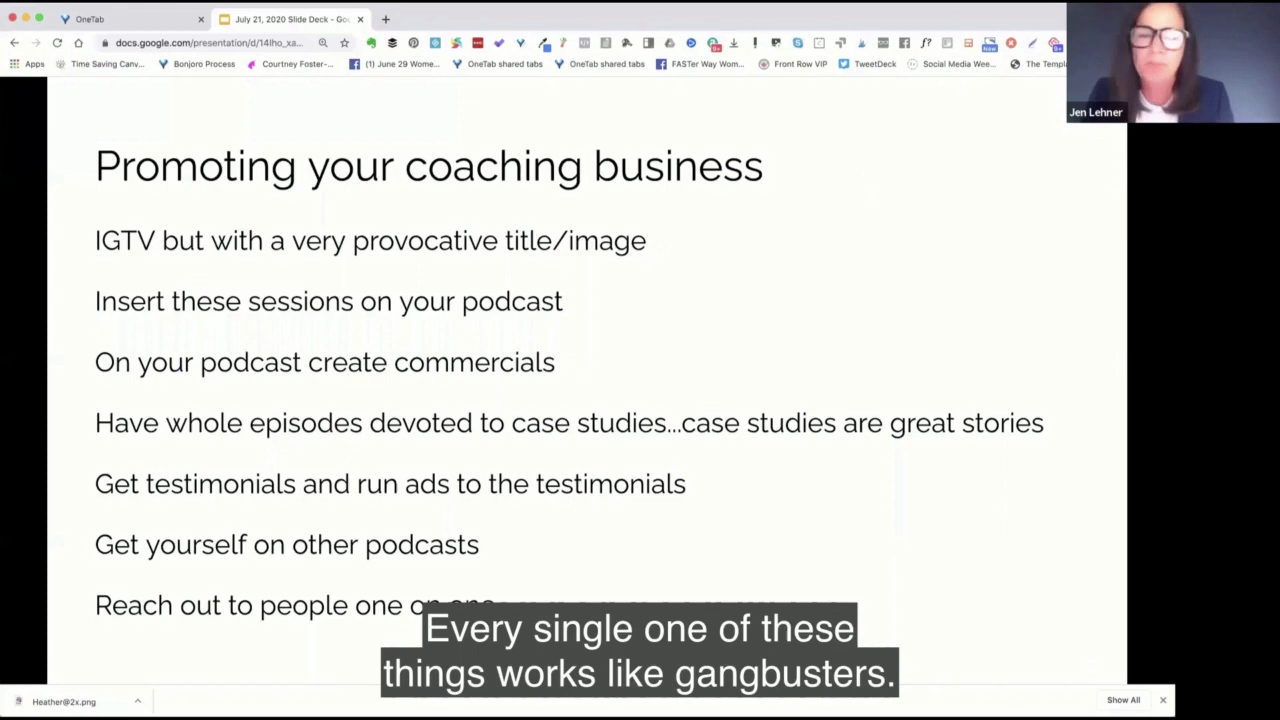 OneTab
July 21, 2020 Slide Deck - Gou
docs.google.com/presentation/d/14lho_xa...
Apps
Time Saving Canv...
Bonjoro Process
Courtney Foster-...
(1) June 29 Wome...
OneTab shared tabs
OneTab shared tabs
FASTer Way Wom...
Front Row VIP
TweetDeck
Social Media Wee...
The Templ
Jen Lehner
Promoting your coaching business
IGTV but with a very provocative title/image
Insert these sessions on your podcast
On your podcast create commercials
Have whole episodes devoted to case studies...case studies are great stories
Get testimonials and run ads to the testimonials
Get yourself on other podcasts
Reach out to people one on one
Every single one of these
things works like gangbusters.
Heather@2x.png
Show All